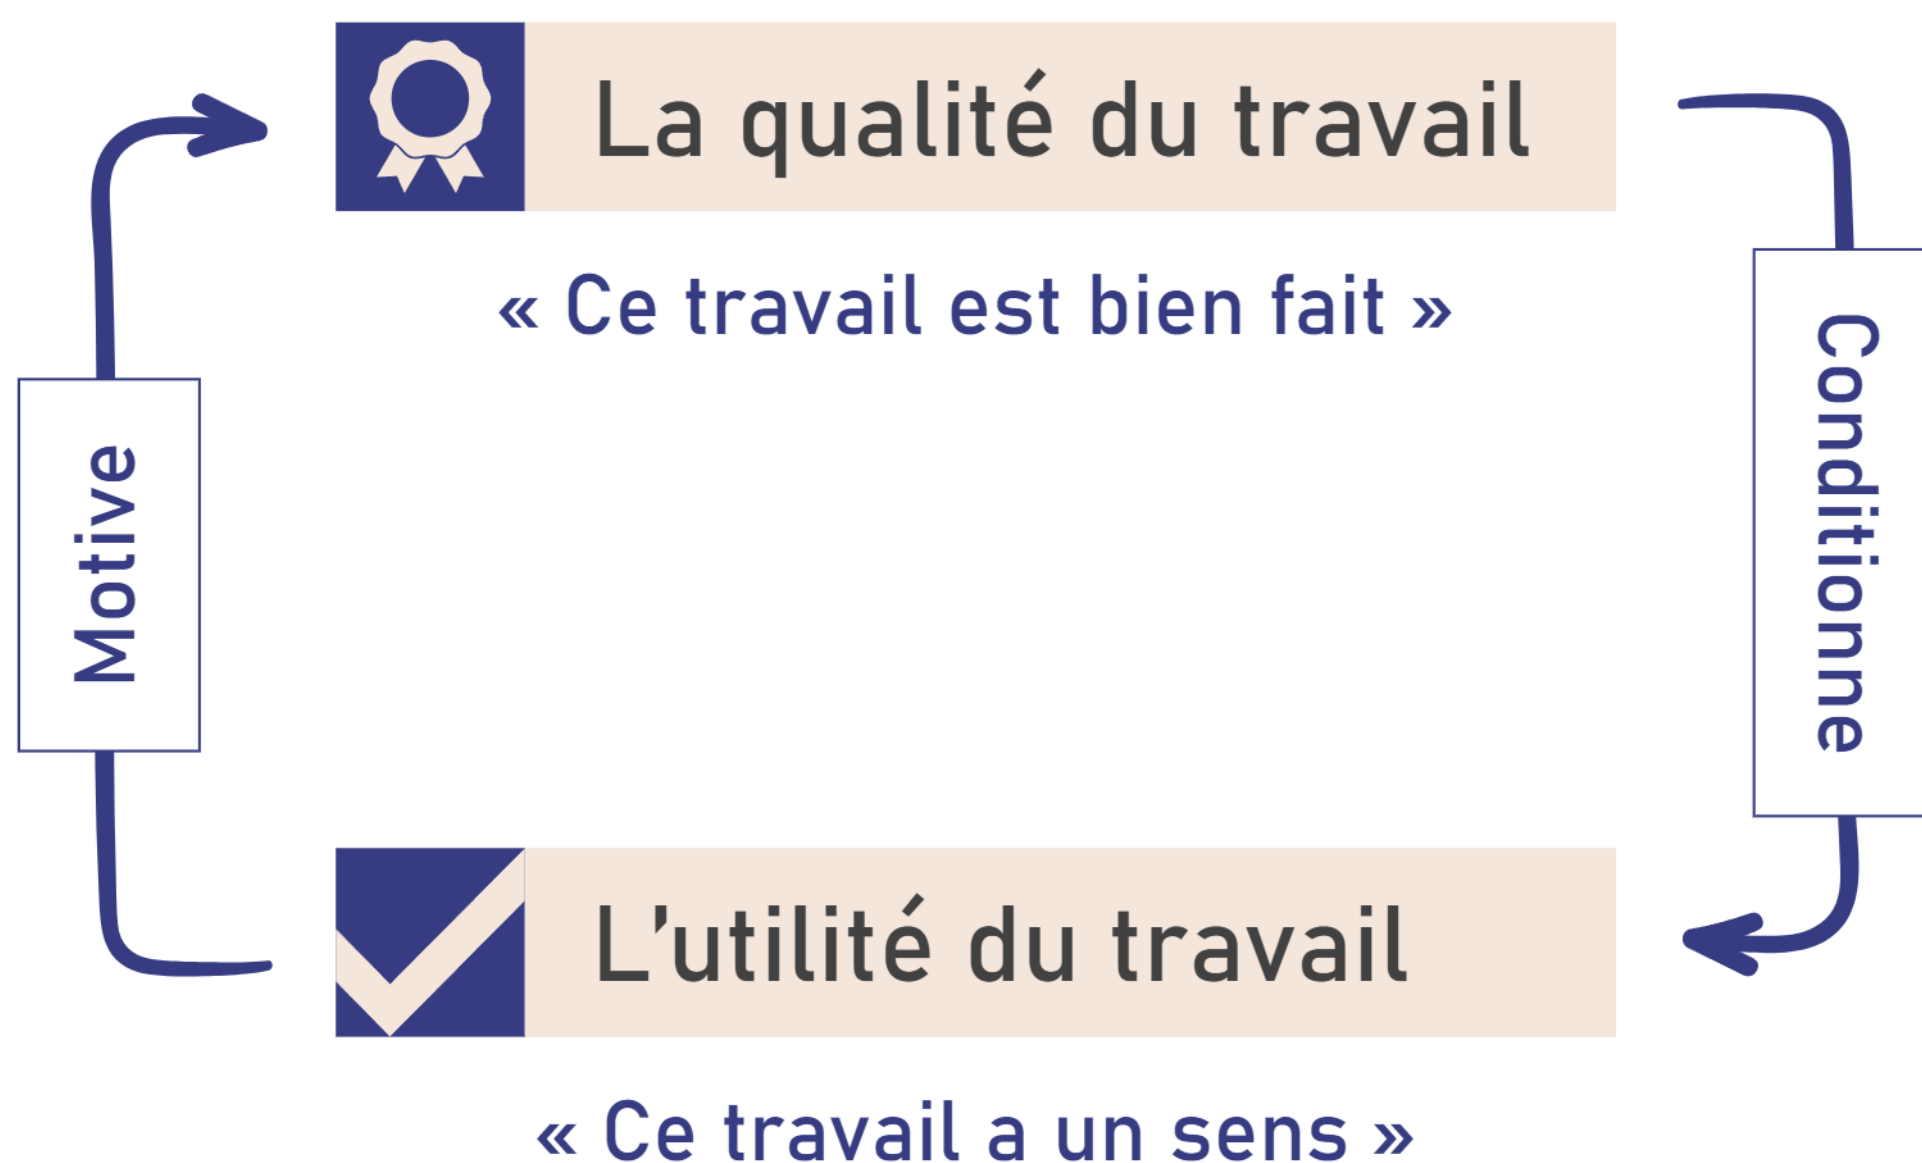 La qualité du travail
« Ce travail est bien fait »
Motive
Conditionne
L’utilité du travail
« Ce travail a un sens »